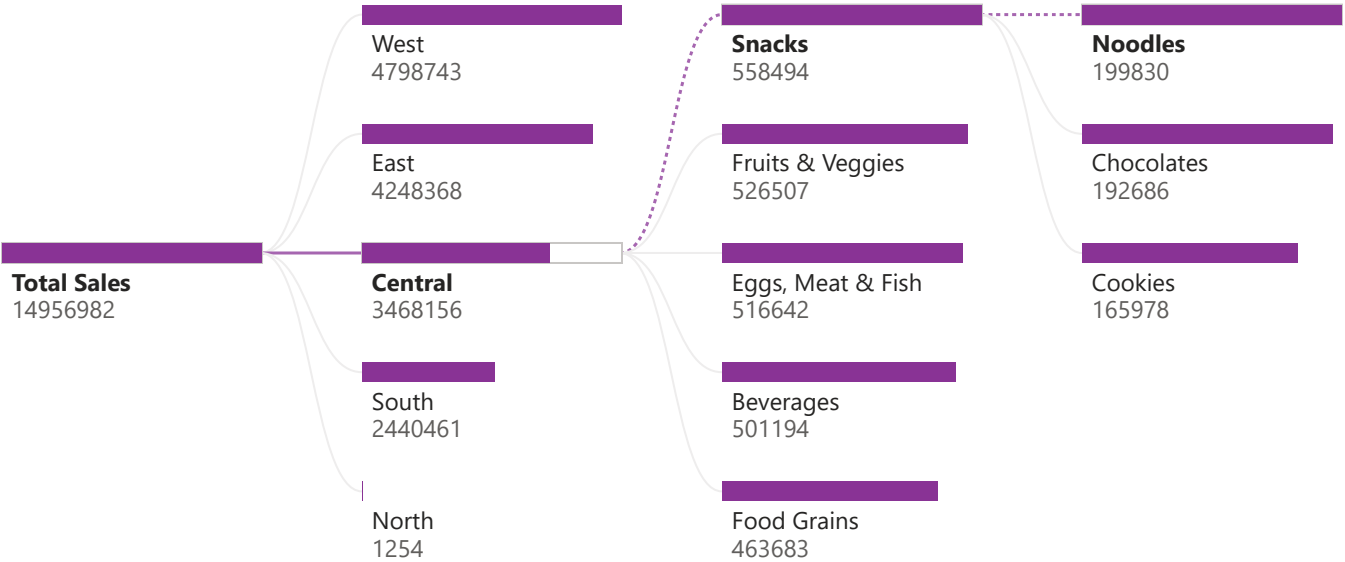 West
4798743
East
4248368
Total Sales
14956982
Central
3468156
South
2440461
North
1254
Snacks
558494
Fruits & Veggies
526507
Eggs, Meat & Fish
516642
Beverages
501194
Food Grains
463683
Noodles
199830
Chocolates
192686
Cookies
165978